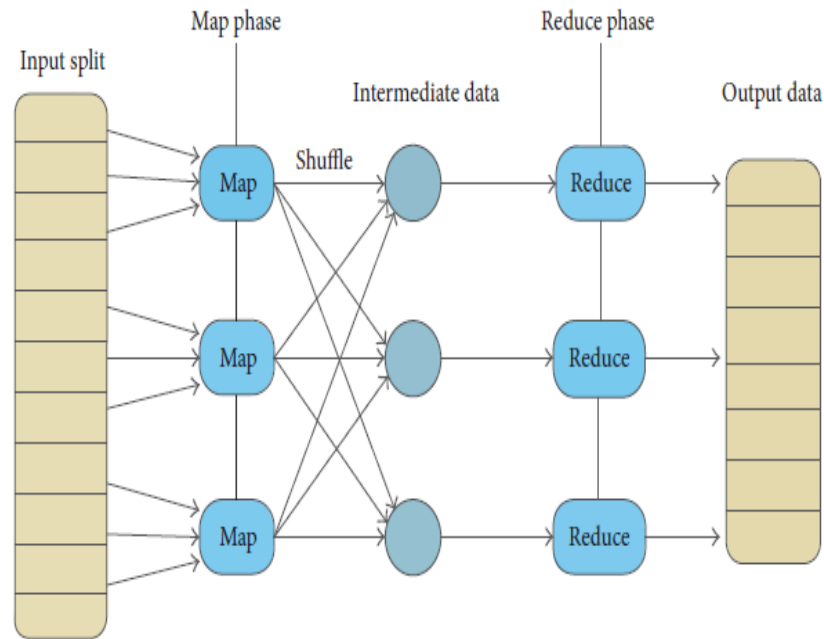 Map phase
Reduce phase
Input split
Intermediate data
Output data
Shuffle
Map
Reduce
Map
Reduce
Map
Reduce